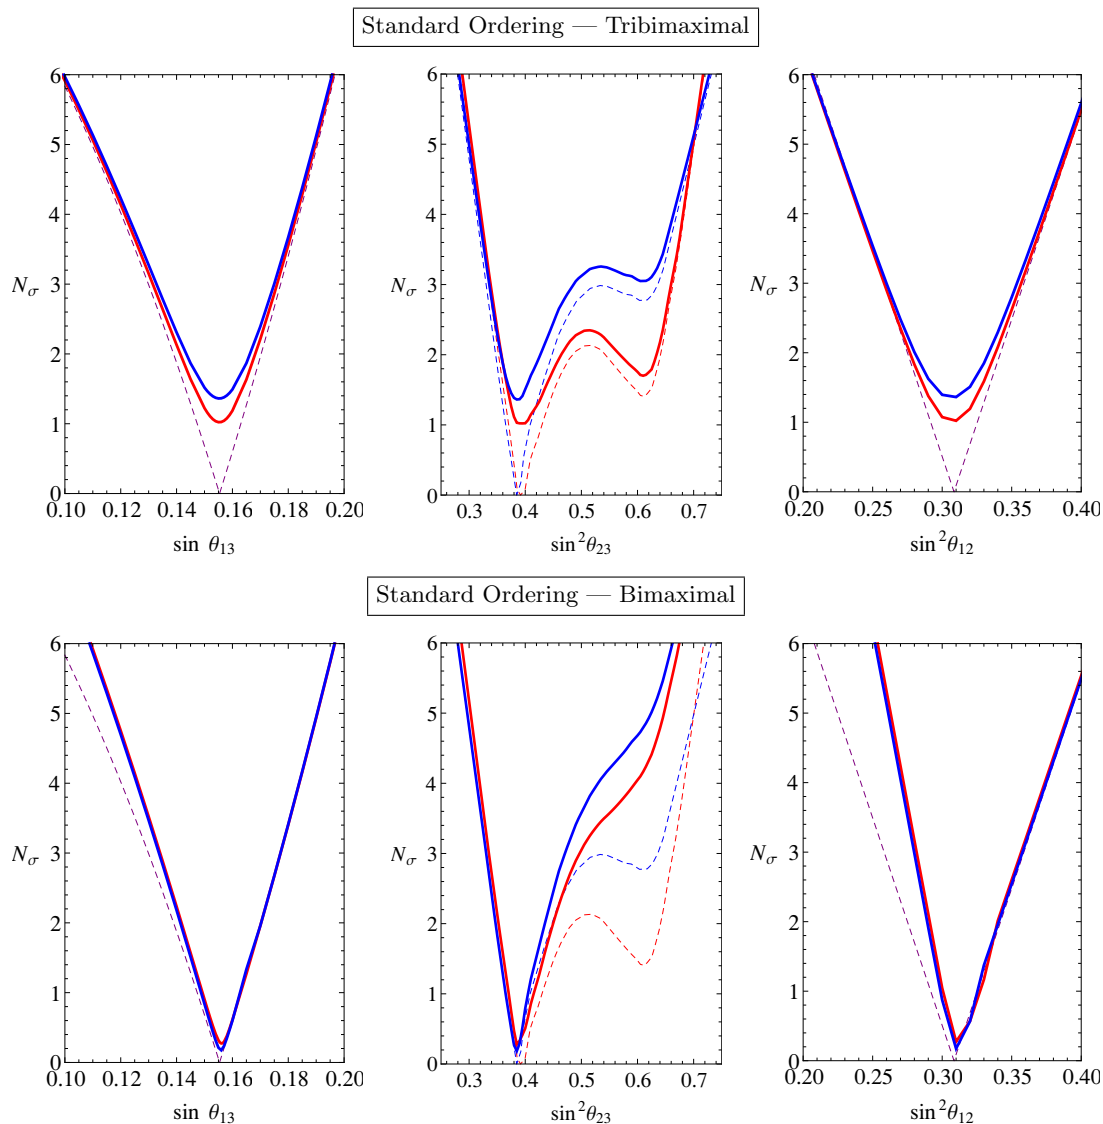 Standard Ordering — Tribimaximal
6
5
4
3
2
1
0
Nσ
0.10 0.12 0.14 0.16 0.18 0.20
sin θ13
6
5
4
3
2
1
0
Nσ
0.3 0.4 0.5 0.6 0.7
sin²θ23
6
5
4
3
2
1
0
Nσ
0.20 0.25 0.30 0.35 0.40
sin²θ12
Standard Ordering — Bimaximal
6
5
4
3
2
1
0
Nσ
0.10 0.12 0.14 0.16 0.18 0.20
sin θ13
6
5
4
3
2
1
0
Nσ
0.3 0.4 0.5 0.6 0.7
sin²θ23
6
5
4
3
2
1
0
Nσ
0.20 0.25 0.30 0.35 0.40
sin²θ12